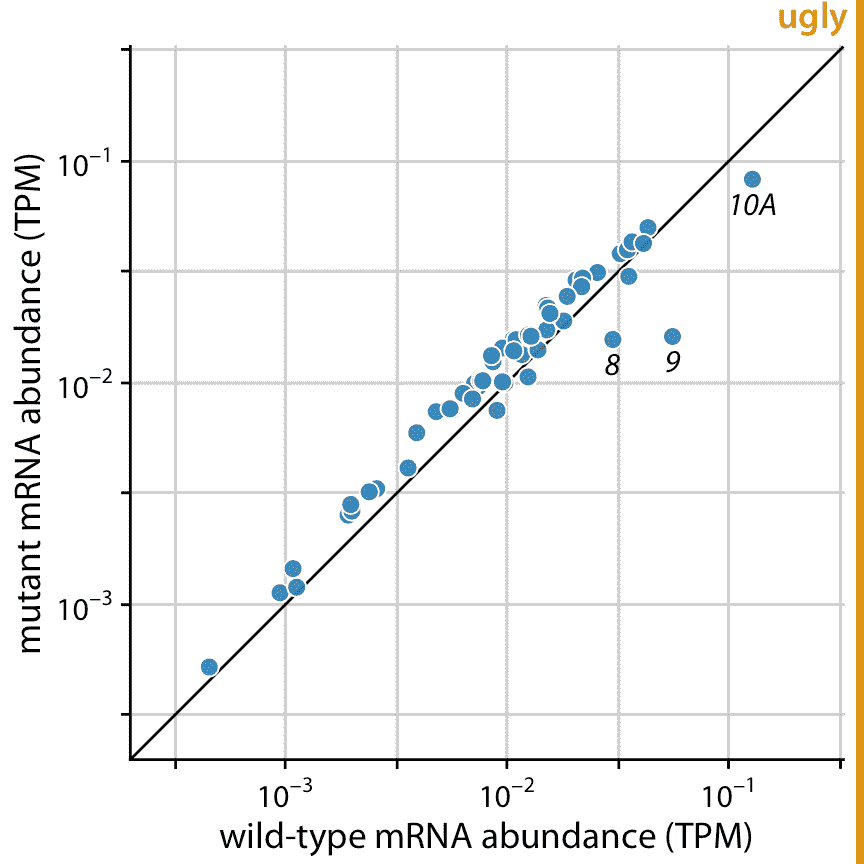 ugly
mutant mRNA abundance (TPM)
10⁻¹
10⁻²
10⁻³
10A
8
9
10⁻³
10⁻²
10⁻¹
wild-type mRNA abundance (TPM)